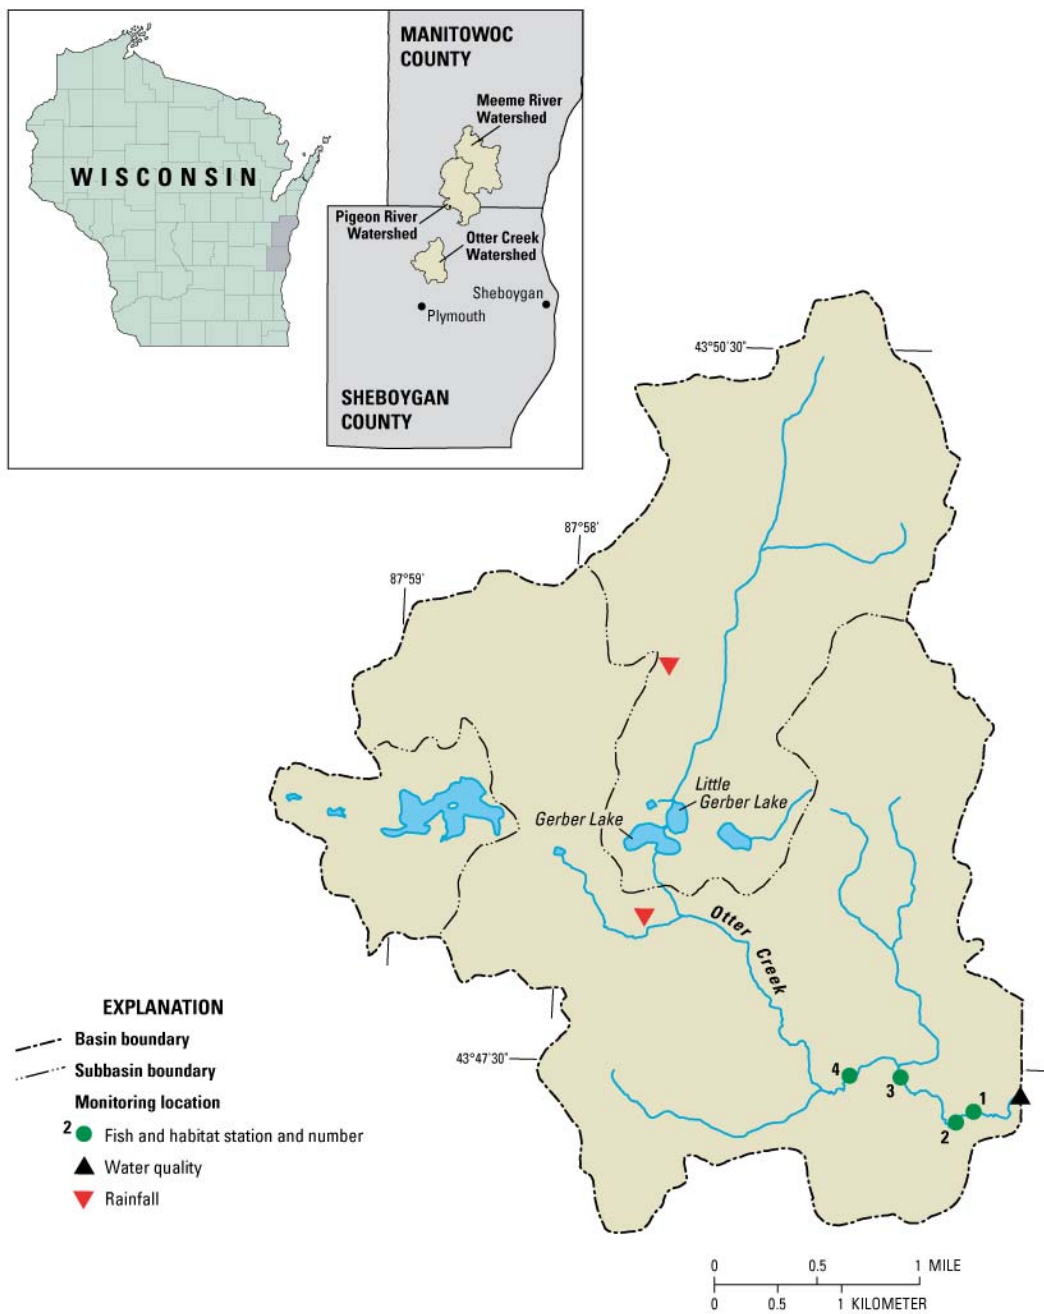 MANITOWOC
COUNTY
Meeme River
Watershed
WISCONSIN
Pigeon River
Watershed
Otter Creek
Watershed
Sheboygan
Plymouth
SHEBOYGAN
COUNTY
43°50'30"
87°58'
87°59'
Little
Gerber Lake
Gerber Lake
Otter Creek
43°47'30"
4
3
1
2
EXPLANATION
Basin boundary
Subbasin boundary
Monitoring location
2 Fish and habitat station and number
Water quality
Rainfall
0 0.5 1 MILE
0 0.5 1 KILOMETER